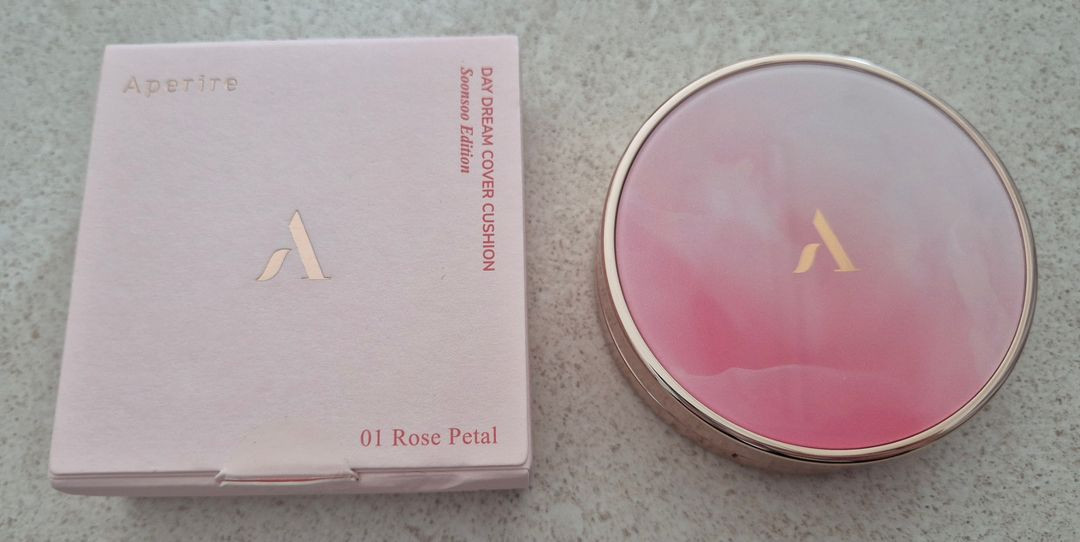 Aperire
DAY DREAM COVER CUSHION
Soonsoo Edition
A
01 Rose Petal
A